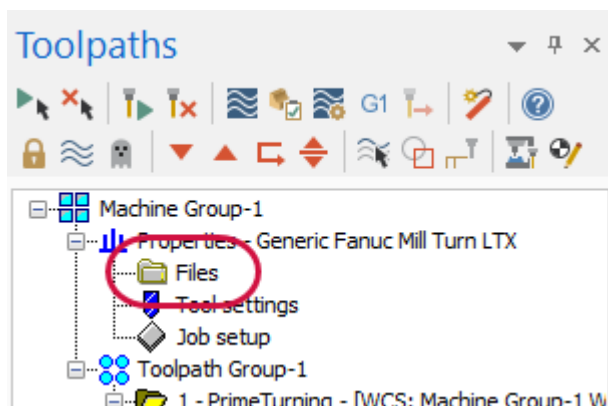 Toolpaths
G1
Machine Group-1
Properties - Generic Fanuc Mill Turn LTX
Files
Tool settings
Job setup
Toolpath Group-1
1 - PrimeTurning - [WCS: Machine Group-1 W